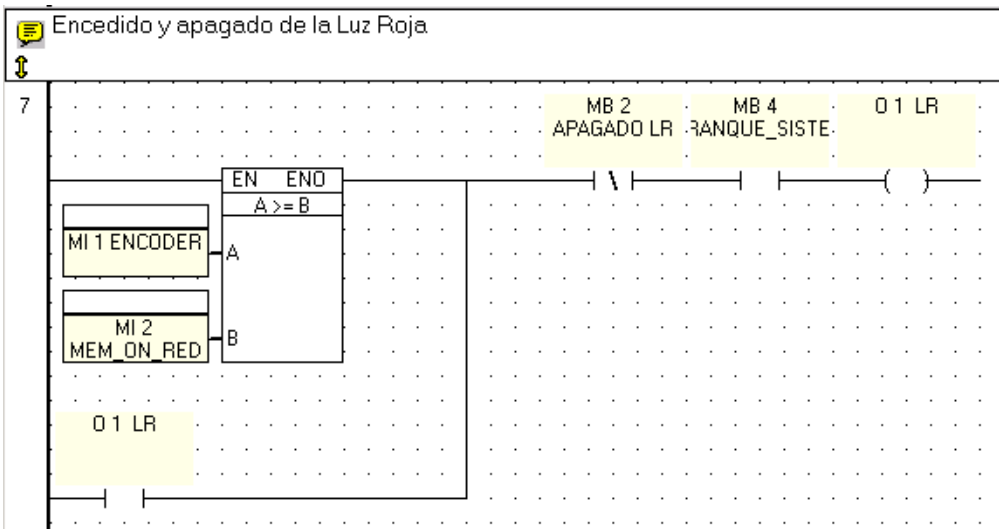 Encedido y apagado de la Luz Roja
7
MB 2 MB 4 O 1 LR
APAGADO LR RANQUE_SISTE
EN ENO
A >= B
MI 1 ENCODER A
MI 2
MEM_ON_RED B
O 1 LR